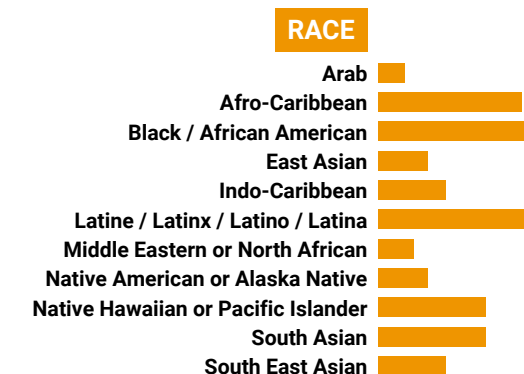 RACE
Arab
Afro-Caribbean
Black / African American
East Asian
Indo-Caribbean
Latine / Latinx / Latino / Latina
Middle Eastern or North African
Native American or Alaska Native
Native Hawaiian or Pacific Islander
South Asian
South East Asian